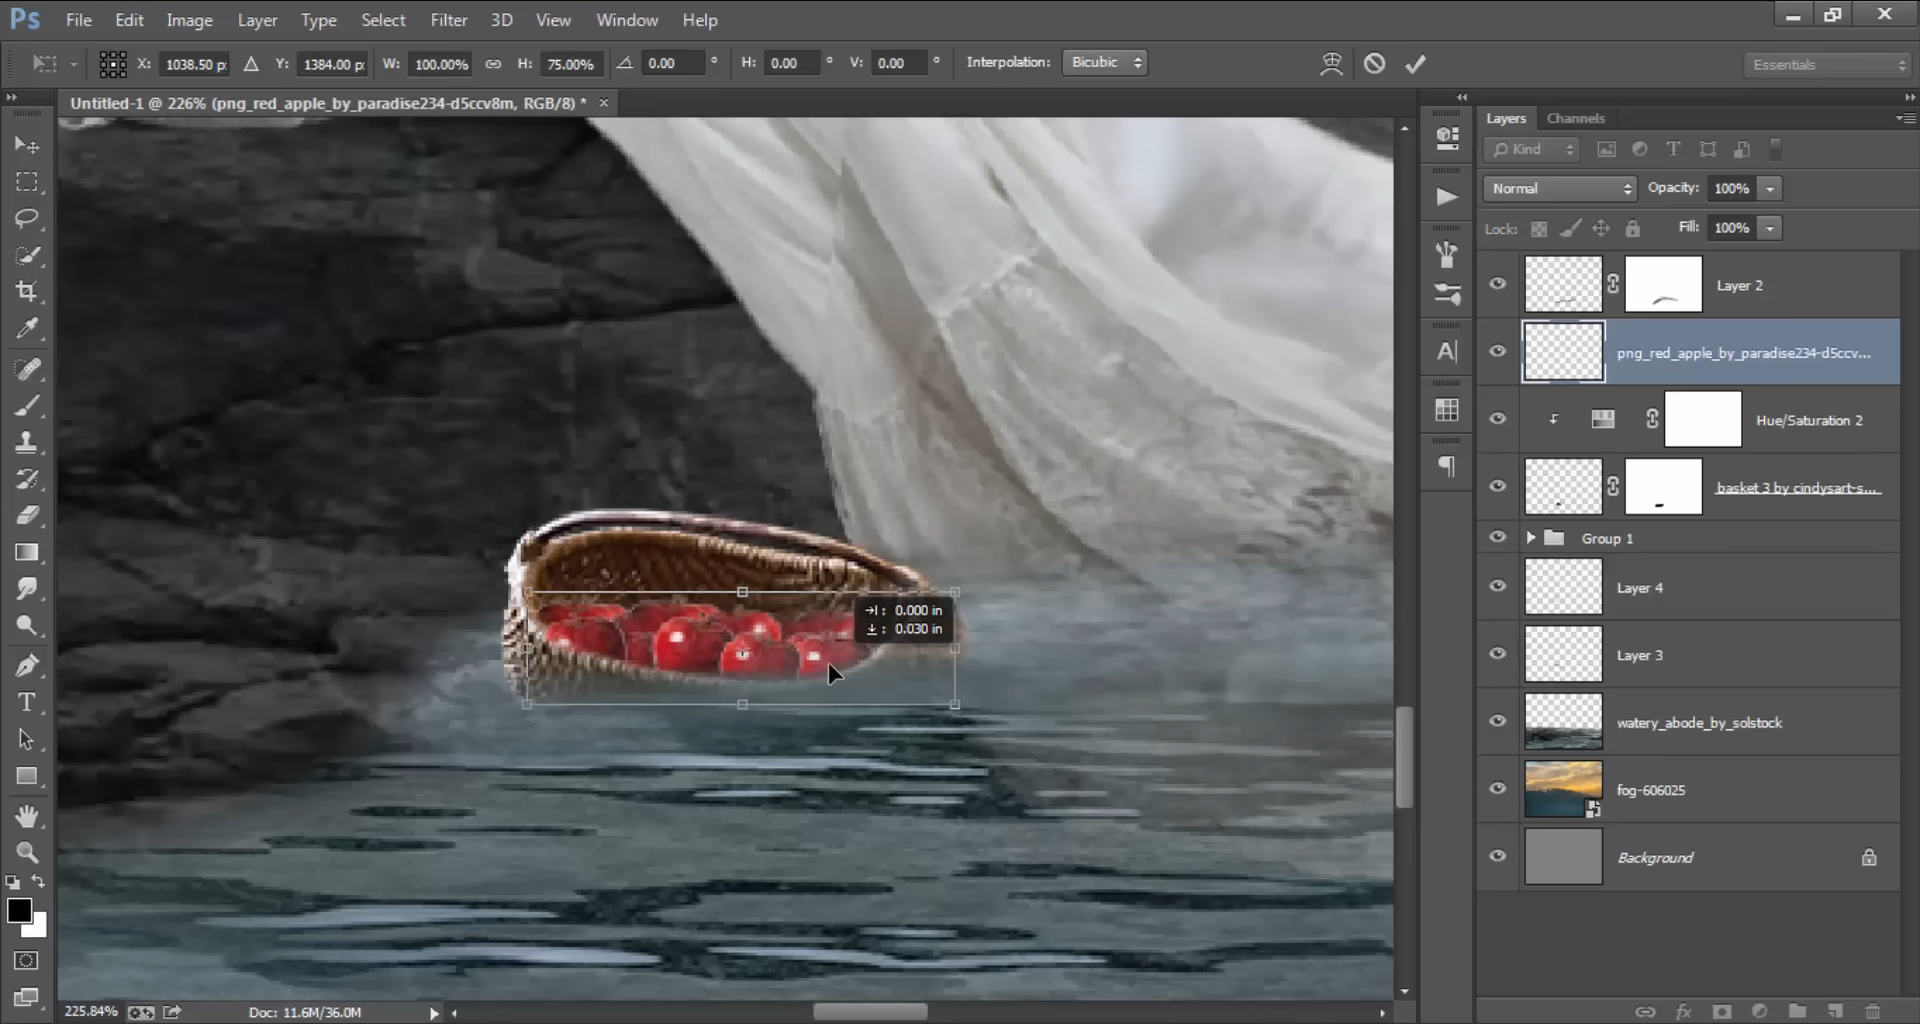 Ps File Edit Image Layer Type Select Filter 3D View Window Help
X: 1038.50 p Y: 1384.00 p W: 100.00% H: 75.00% 0.00 ° H: 0.00 ° V: 0.00 ° Interpolation: Bicubic Essentials
Untitled-1 @ 226% (png_red_apple_by_paradise234-d5ccv8m, RGB/8) * ×
Layers Channels
Kind
Normal Opacity: 100%
Lock: Fill: 100%
Layer 2
png_red_apple_by_paradise234-d5ccv...
Hue/Saturation 2
basket 3 by cindysart-s...
Group 1
Layer 4
Layer 3
watery_abode_by_solstock
fog-606025
Background
0.000 in
0.030 in
225.84% Doc: 11.6M/36.0M